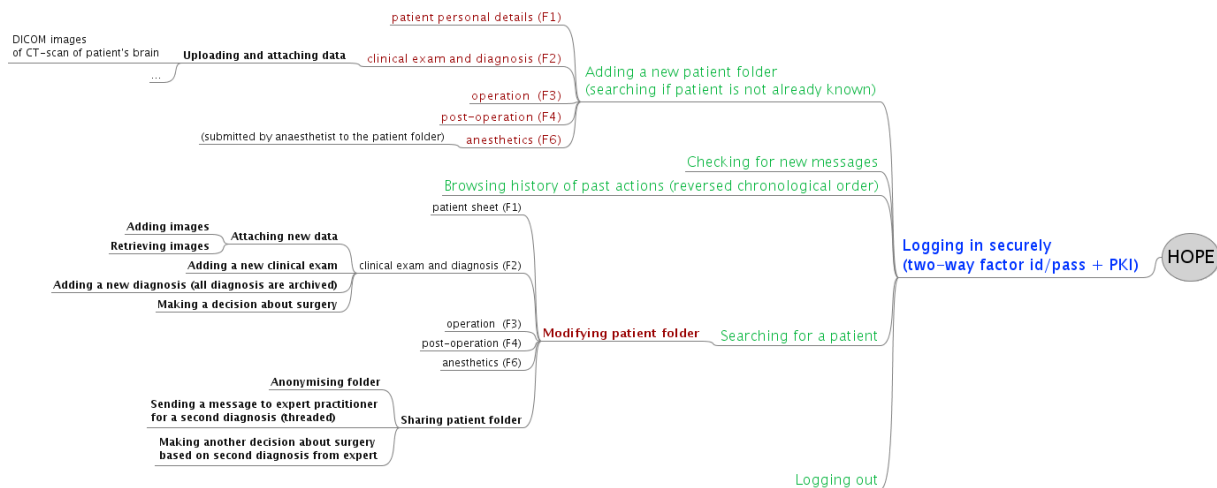 patient personal details (F1)
DICOM images
of CT-scan of patient's brain
Uploading and attaching data
clinical exam and diagnosis (F2)
...
operation (F3)
post-operation (F4)
(submitted by anaesthetist to the patient folder)
anesthetics (F6)
Adding a new patient folder
(searching if patient is not already known)
Checking for new messages
Browsing history of past actions (reversed chronological order)
patient sheet (F1)
Adding images
Retrieving images
Attaching new data
Adding a new clinical exam
Adding a new diagnosis (all diagnosis are archived)
Making a decision about surgery
clinical exam and diagnosis (F2)
operation (F3)
post-operation (F4)
anesthetics (F6)
Modifying patient folder
Searching for a patient
Anonymising folder
Sending a message to expert practitioner
for a second diagnosis (threaded)
Making another decision about surgery
based on second diagnosis from expert
Sharing patient folder
Logging in securely
(two-way factor id/pass + PKI)
HOPE
Logging out